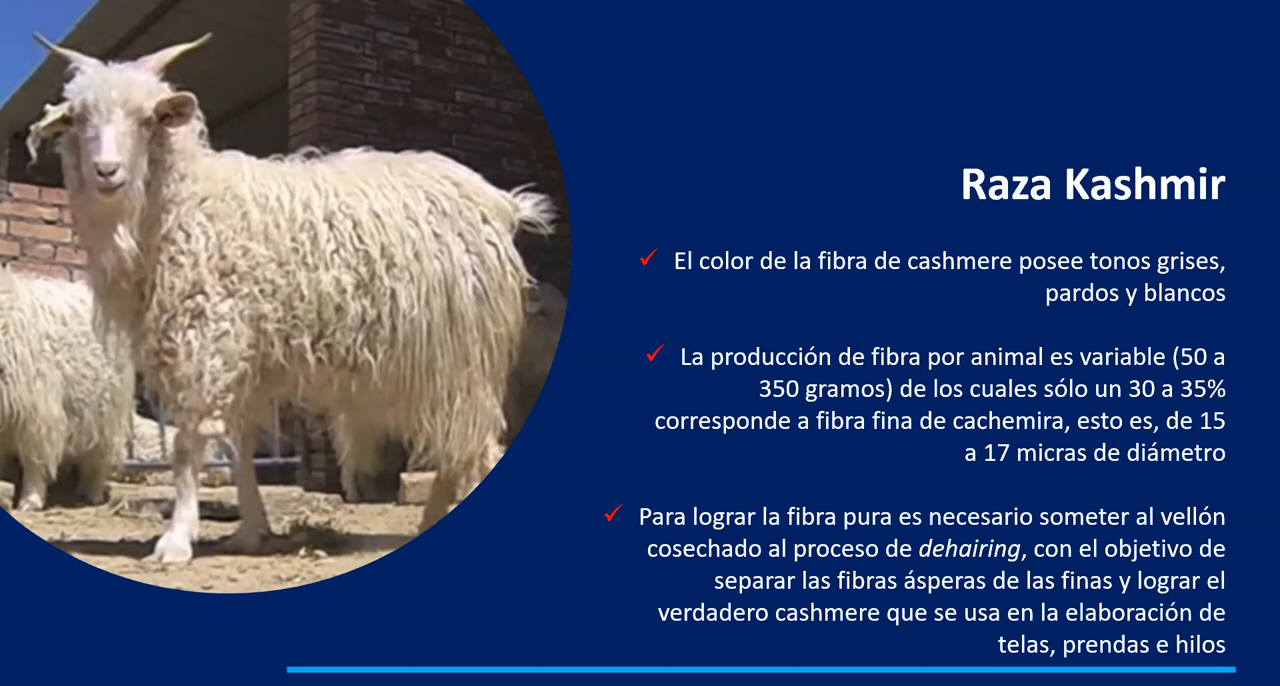 Raza Kashmir
✓ El color de la fibra de cashmere posee tonos grises,
pardos y blancos
✓ La producción de fibra por animal es variable (50 a
350 gramos) de los cuales sólo un 30 a 35%
corresponde a fibra fina de cachemira, esto es, de 15
a 17 micras de diámetro
✓ Para lograr la fibra pura es necesario someter al vellón
cosechado al proceso de dehairing, con el objetivo de
separar las fibras ásperas de las finas y lograr el
verdadero cashmere que se usa en la elaboración de
telas, prendas e hilos